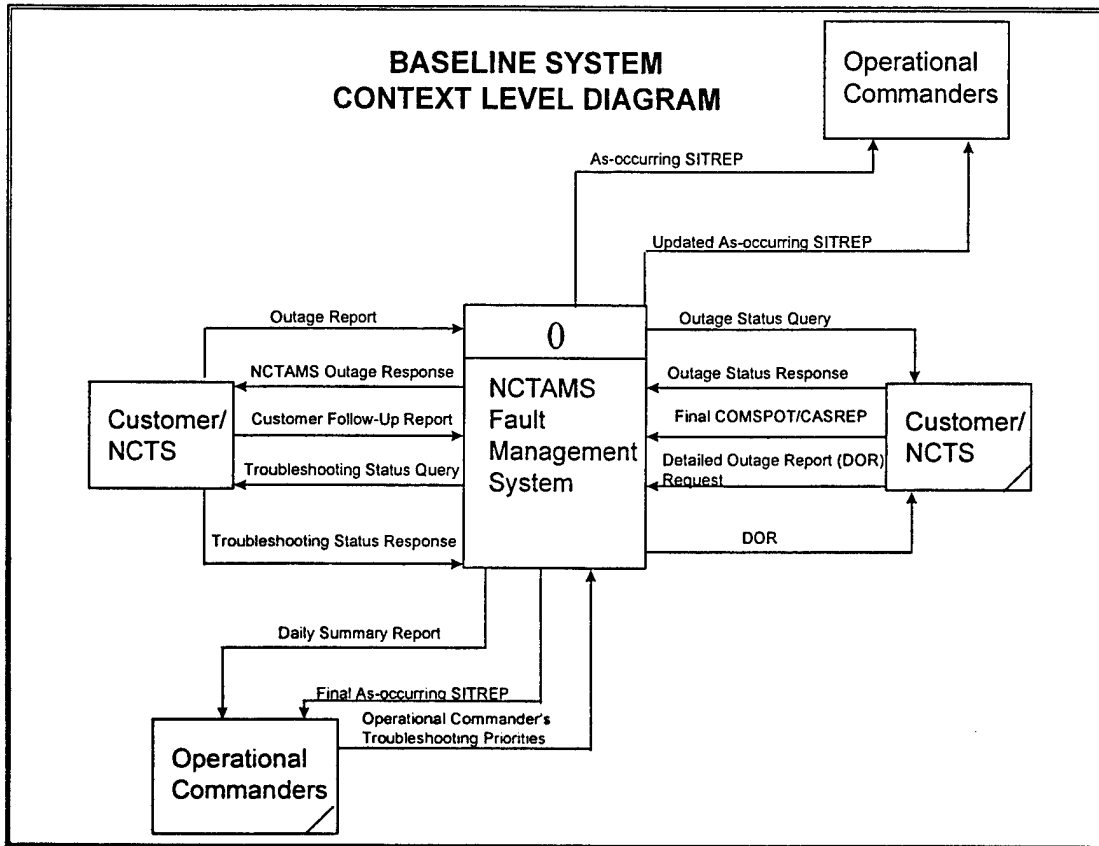 BASELINE SYSTEM
CONTEXT LEVEL DIAGRAM
Operational
Commanders
As-occurring SITREP
Updated As-occurring SITREP
Outage Report
0
Outage Status Query
NCTAMS Outage Response
NCTAMS
Fault
Management
System
Outage Status Response
Customer/
NCTS
Customer Follow-Up Report
Final COMSPOT/CASREP
Customer/
NCTS
Troubleshooting Status Query
Detailed Outage Report (DOR)
Request
Troubleshooting Status Response
DOR
Daily Summary Report
Final As-occurring SITREP
Operational Commander's
Troubleshooting Priorities
Operational
Commanders